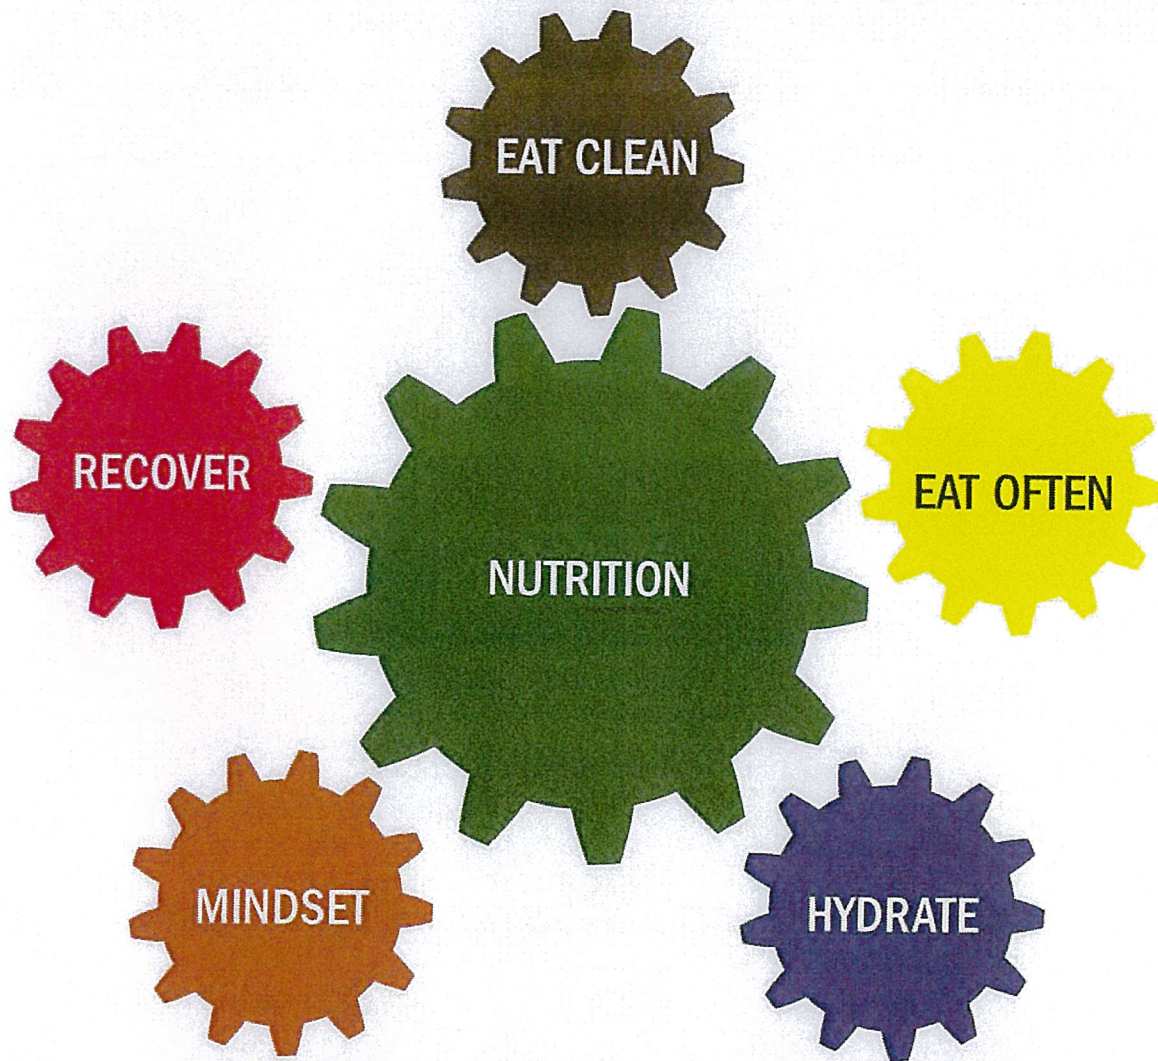 EAT CLEAN
RECOVER
EAT OFTEN
NUTRITION
MINDSET
HYDRATE